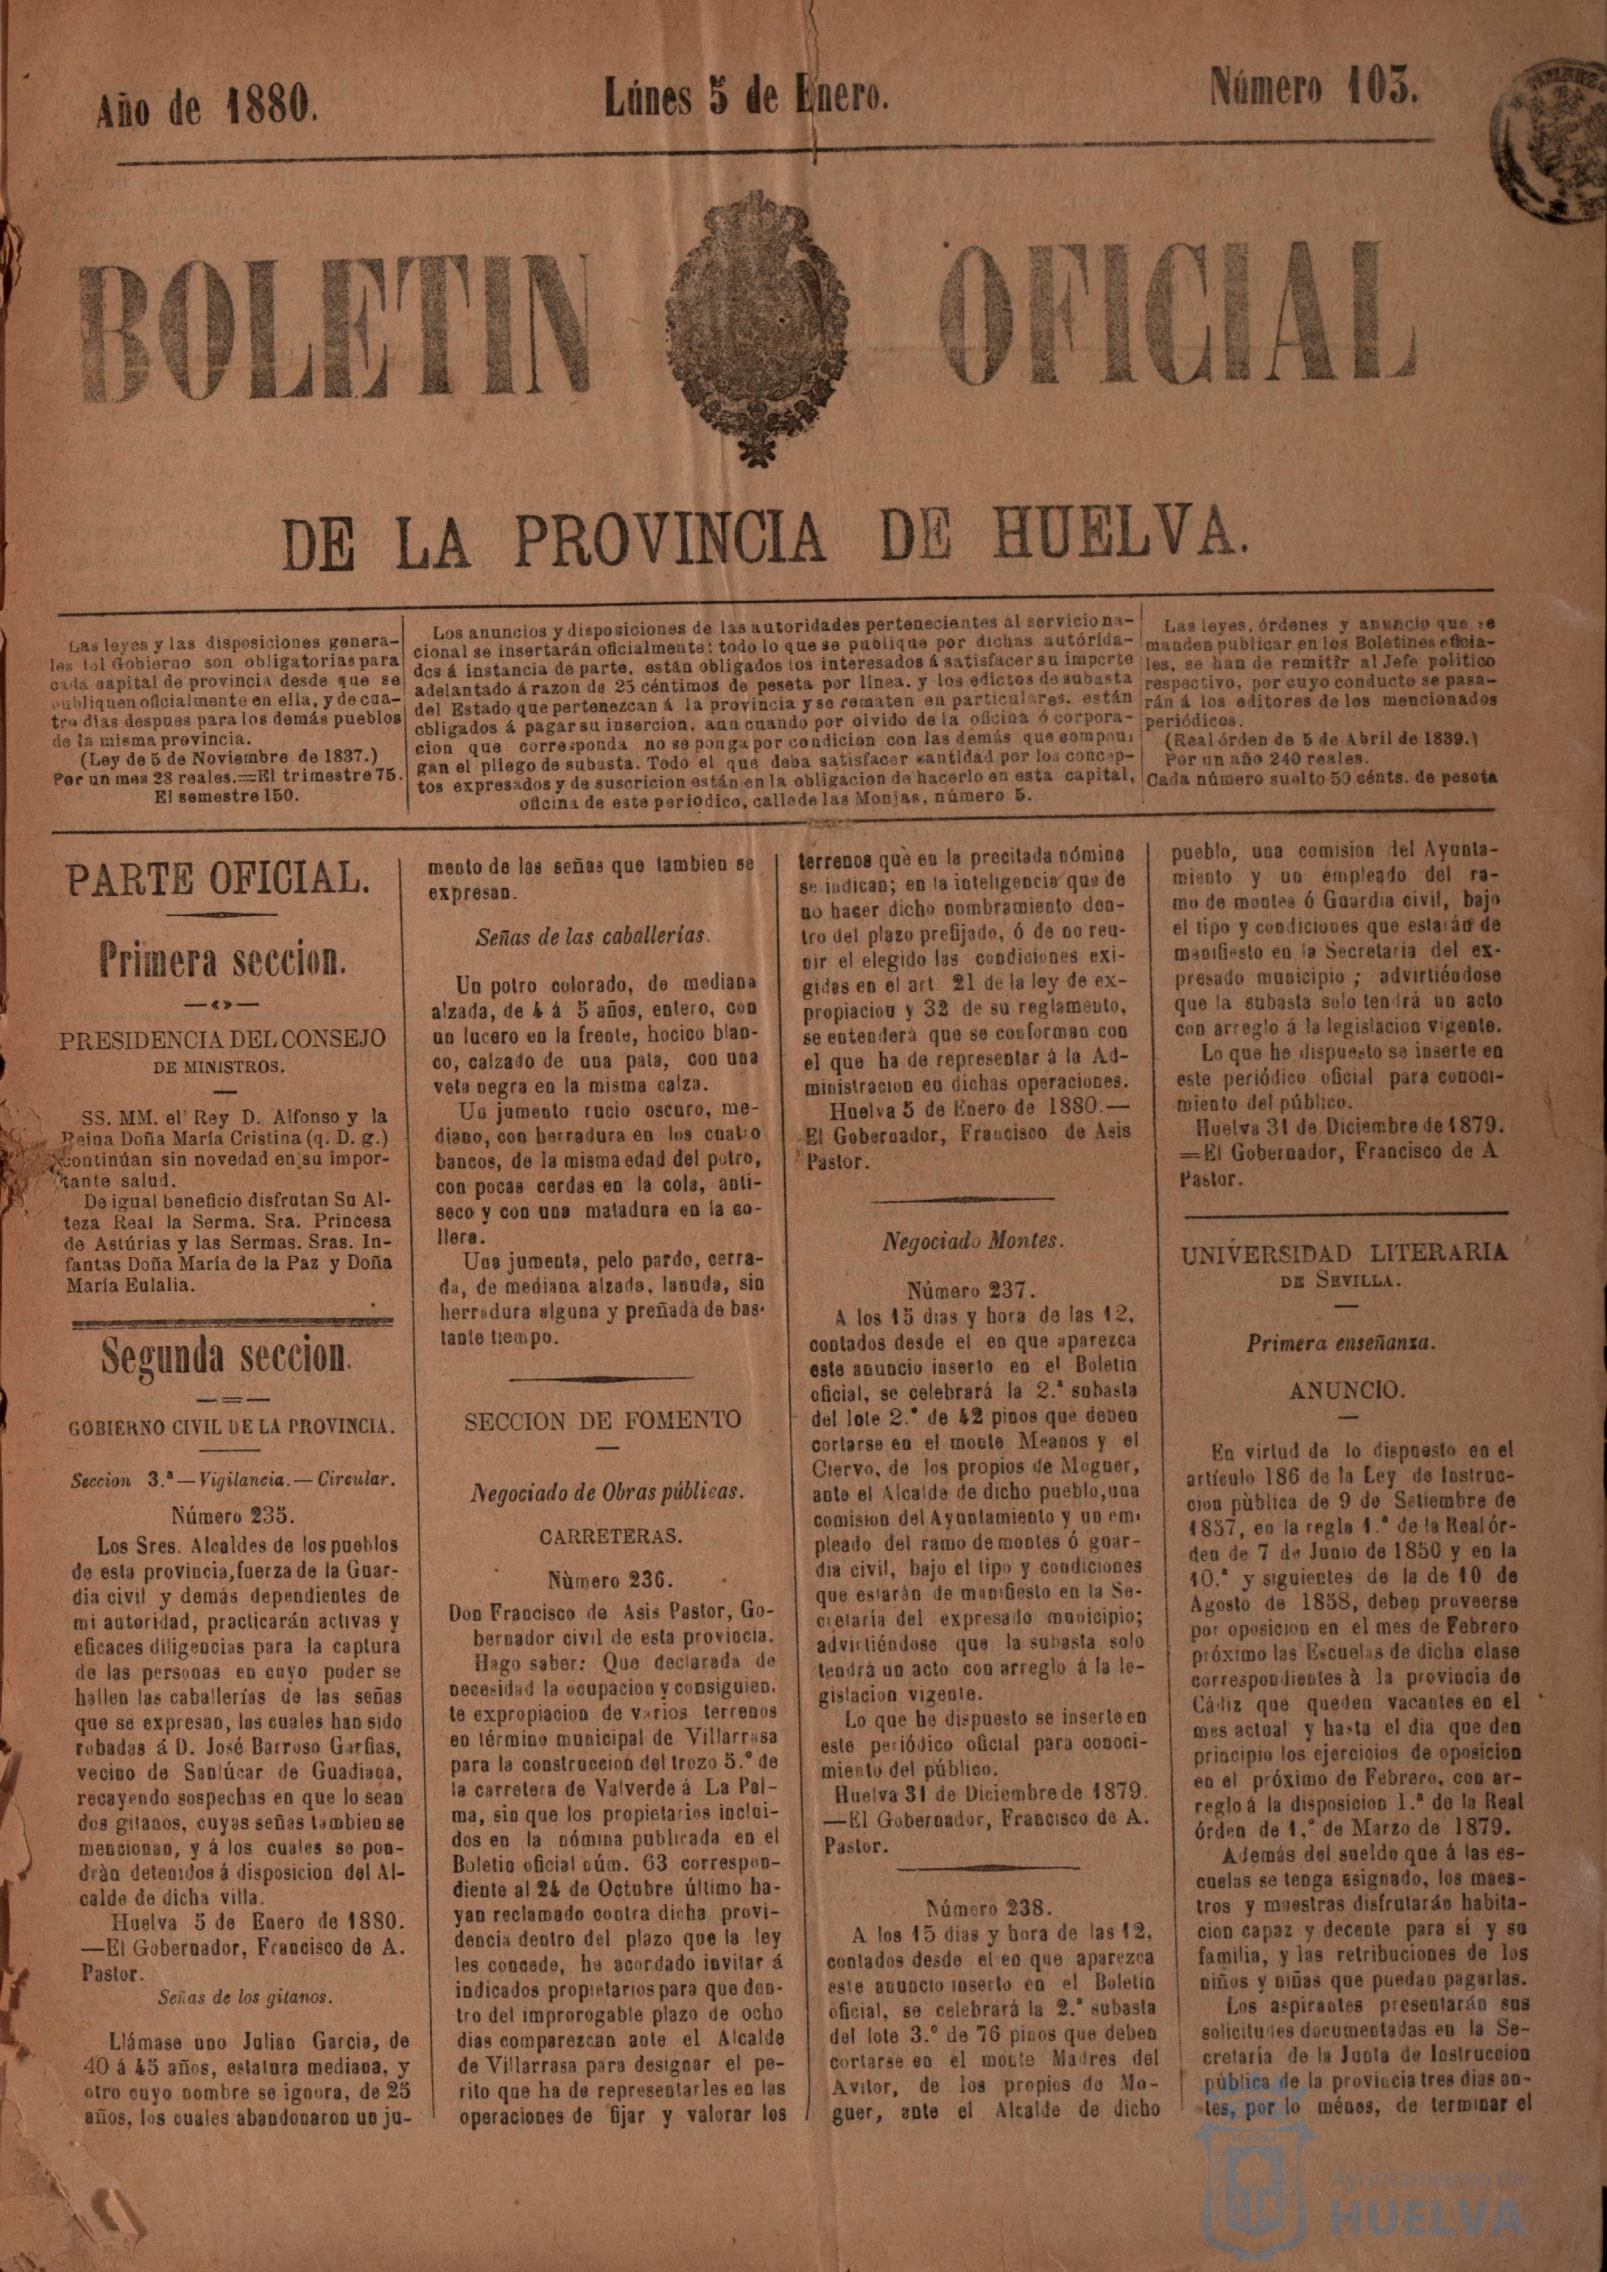 Año de 1880.
Lúnes 5 de Enero.
Número 103.
BOLETIN OFICIAL
DE LA PROVINCIA DE HUELVA.
Las leyes y las disposiciones genera-
les del Gobierno son obligatorias para
cada capital de provincia desde que se
publiquen oficialmente en ella, y de cua-
tro dias despues para los demás pueblos
de la misma provincia.
(Ley de 5 de Noviembre de 1837.)
Por un mes 28 reales.=El trimestre 75.
El semestre 150.
Los anuncios y disposiciones de las autoridades pertenecientes al servicio na-
cional se insertarán oficialmente: todo lo que se publique por dichas autorida-
des á instancia de parte, están obligados los interesados á satisfacer su importe
adelantado á razon de 25 céntimos de peseta por línea. y los edictos de subasta
del Estado que pertenezcan á la provincia y se rematen en particulares. están
obligados á pagar su insercion, aun cuando por olvido de la oficina ó corpora-
cion que corresponda no se ponga por condicion con las demás que compon
gan el pliego de subasta. Todo el que deba satisfacer cantidad por los concep-
tos expresados y de suscricion están en la obligacion de hacerlo en esta capital,
oficina de este periodico, calle de las Monjas, número 5.
Las leyes, órdenes y anuncio que se
manden publicar en los Boletines oficia-
les, se han de remitir al Jefe politico
respectivo, por cuyo conducto se pasa-
rán á los editores de los mencionados
periódicos.
(Real órden de 5 de Abril de 1839.)
Por un año 240 reales.
Cada número suelto 50 cénts. de peseta
PARTE OFICIAL.
Primera seccion.
—«»—
PRESIDENCIA DEL CONSEJO
DE MINISTROS.
SS. MM. el Rey D. Alfonso y la
Reina Doña María Cristina (q. D. g.)
continúan sin novedad en su impor-
tante salud.
De igual beneficio disfrutan Su Al-
teza Real la Serma. Sra. Princesa
de Astúrias y las Sermas. Sras. In-
fantas Doña María de la Paz y Doña
María Eulalia.
Segunda seccion.
GOBIERNO CIVIL DE LA PROVINCIA.
Seccion 3.ª—Vigilancia.—Circular.
Número 235.
Los Sres. Alcaldes de los pueblos
de esta provincia, fuerza de la Guar-
dia civil y demás dependientes de
mi autoridad, practicarán activas y
eficaces diligencias para la captura
de las personas en cuyo poder se
hallen las caballerías de las señas
que se expresan, las cuales han sido
robadas á D. José Barroso Garfias,
vecino de Sanlúcar de Guadiana,
recayendo sospechas en que lo sean
dos gitanos, cuyas señas tambien se
mencionan, y á los cuales se pon-
dràn detenidos á disposicion del Al-
calde de dicha villa.
Huelva 5 de Enero de 1880.
—El Gobernador, Francisco de A.
Pastor.
Señas de los gitanos.
Llámase uno Julian Garcia, de
40 á 45 años, estatura mediana, y
otro cuyo nombre se ignora, de 25
años, los cuales abandonaron un ju-
mento de las señas que tambien se
expresan.
Señas de las caballerías.
Un potro colorado, de mediana
alzada, de 4 á 5 años, entero, con
un lucero en la frente, hocico blan-
co, calzado de una pata, con una
veta negra en la misma calza.
Un jumento rucio oscuro, me-
diano, con herradura en los cuatro
bancos, de la misma edad del potro,
con pocas cerdas en la cola, anti-
seco y con una matadura en la co-
llera.
Una jumenta, pelo pardo, cerra-
da, de mediana alzada, lanuda, sin
herradura alguna y preñada de bas-
tante tiempo.
SECCION DE FOMENTO
Negociado de Obras públicas.
CARRETERAS.
Nùmero 236.
Don Francisco de Asis Pastor, Go-
bernador civil de esta provincia.
Hago saber: Que declarada de
necesidad la ocupacion y consiguien.
te expropiacion de varios terrenos
en término municipal de Villarrasa
para la construccion del trozo 5.º de
la carretera de Valverde á La Pal-
ma, sin que los propietarios inclui-
dos en la nómina publicada en el
Boletin oficial núm. 63 correspon-
diente al 24 de Octubre último ha-
yan reclamado contra dicha provi-
dencia dentro del plazo que la ley
les concede, he acordado invitar á
indicados propietarios para que den-
tro del improrogable plazo de ocho
dias comparezcan ante el Alcalde
de Villarrasa para designar el pe-
rito que ha de representarles en las
operaciones de fijar y valorar los
terrenos què en la precitada nómina
se indican; en la inteligencia que de
no hacer dicho nombramiento den-
tro del plazo prefijado, ó de no reu-
nir el elegido las condiciones exi-
gidas en el art. 21 de la ley de ex-
propiacion y 32 de su reglamento,
se entenderá que se conforman con
el que ha de representar á la Ad-
ministracion en dichas operaciones.
Huelva 5 de Enero de 1880.—
El Gobernador, Francisco de Asis
Pastor.
Negociado Montes.
Número 237.
A los 15 dias y hora de las 12,
contados desde el en que aparezca
este anuncio inserto en el Boletin
oficial, se celebrará la 2.ª subasta
del lote 2.º de 42 pinos que deben
cortarse en el monte Meanos y el
Ciervo, de los propios de Moguer,
ante el Alcalde de dicho pueblo, una
comision del Ayuntamiento y un em-
pleado del ramo de montes ó guar-
dia civil, bajo el tipo y condiciones
que estarán de manifiesto en la Se-
cretaría del expresado municipio;
advirtiéndose que la subasta solo
tendrá un acto con arreglo á la le-
gislacion vigente.
Lo que he dispuesto se inserte en
este periódico oficial para conoci-
miento del público.
Huelva 31 de Diciembre de 1879.
—El Gobernador, Francisco de A.
Pastor.
Número 238.
A los 15 dias y hora de las 12,
contados desde el en que aparezca
este anuncio inserto en el Boletin
oficial, se celebrará la 2.ª subasta
del lote 3.º de 76 pinos que deben
cortarse en el monte Madres del
Avitor, de los propios de Mo-
guer, ante el Alcalde de dicho
pueblo, una comision del Ayunta-
miento y un empleado del ra-
mo de montes ó Guardia civil, bajo
el tipo y condiciones que estarán de
manifiesto en la Secretaria del ex-
presado municipio; advirtiéndose
que la subasta solo tendrá un acto
con arreglo á la legislacion vigente.
Lo que he dispuesto se inserte en
este periódico oficial para conoci-
miento del público.
Huelva 31 de Diciembre de 1879.
=El Gobernador, Francisco de A
Pastor.
UNIVERSIDAD LITERARIA
DE SEVILLA.
Primera enseñanza.
ANUNCIO.
En virtud de lo dispuesto en el
artículo 186 de la Ley de Instruc-
cion pùblica de 9 de Setiembre de
1857, en la regla 1.ª de la Real ór-
den de 7 de Junio de 1850 y en la
10.ª y siguientes de la de 10 de
Agosto de 1858, deben proveerse
por oposicion en el mes de Febrero
próximo las Escuelas de dicha clase
correspondientes à la provincia de
Cádiz que queden vacantes en el
mes actual y hasta el dia que den
principio los ejercicios de oposicion
en el próximo de Febrero, con ar-
reglo á la disposicion 1.ª de la Real
órden de 1.º de Marzo de 1879.
Además del sueldo que á las es-
cuelas se tenga asignado, los maes-
tros y maestras disfrutarán habita-
cion capaz y decente para sí y su
familia, y las retribuciones de los
niños y niñas que puedan pagarlas.
Los aspirantes presentarán sus
solicitudes documentadas en la Se-
cretaría de la Junta de Instruccion
pública de la provincia tres dias an-
tes, por lo ménos, de terminar el
Ayuntamiento de
HUELVA